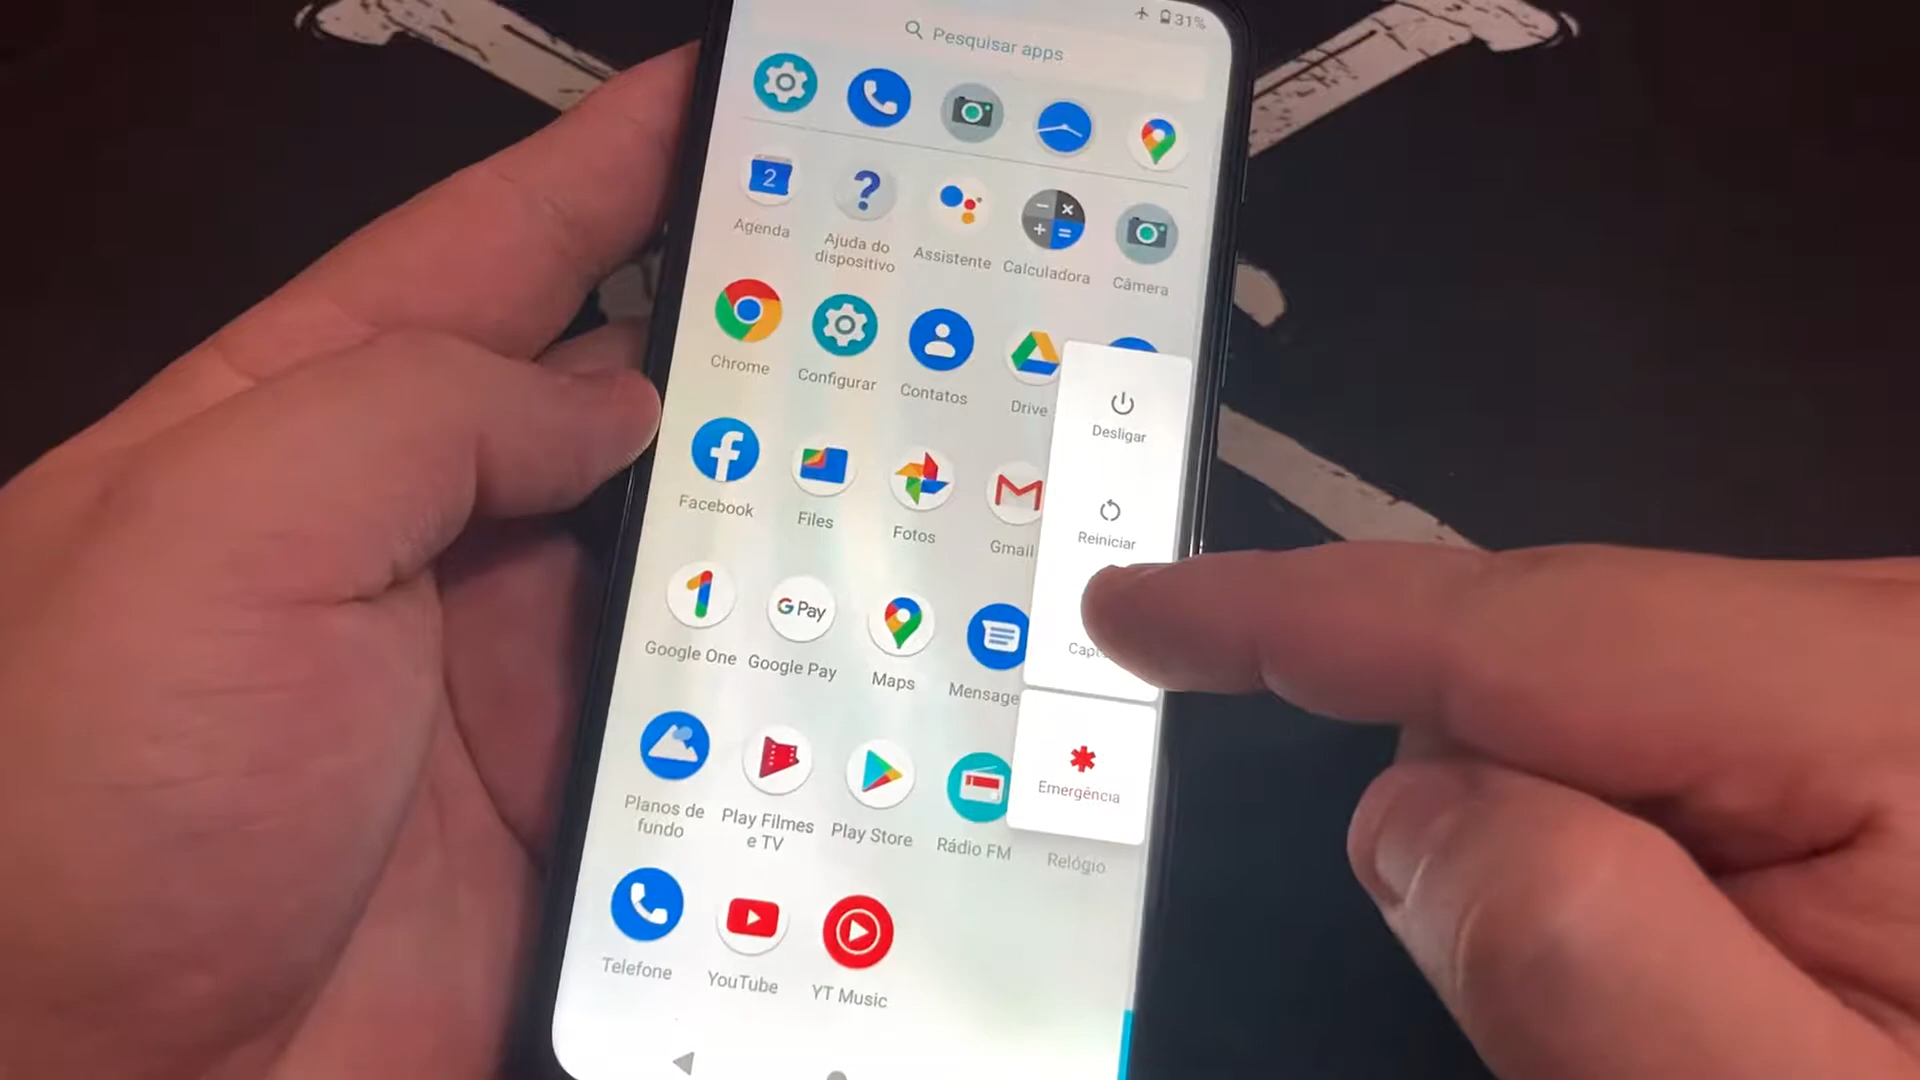 31%
Pesquisar apps
2
Agenda
Ajuda do
dispositivo
Assistente
Calculadora
Câmera
Chrome
Configurar
Contatos
Drive
Desligar
Reiniciar
Facebook
Files
Fotos
Gmail
G Pay
Google One
Google Pay
Maps
Mensage
Emergência
Planos de
fundo
Play Filmes
e TV
Play Store
Rádio FM
Relógio
Telefone
YouTube
YT Music